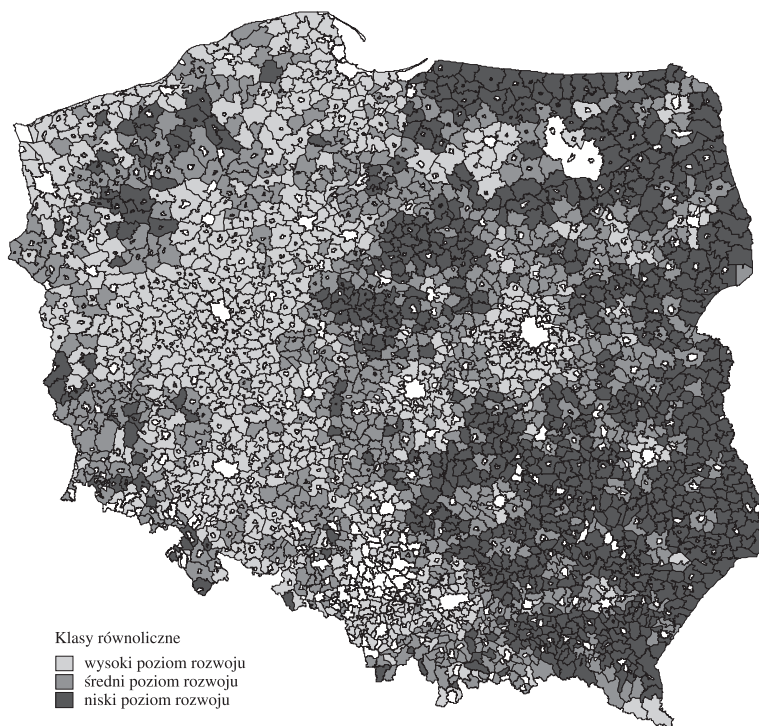 Klasy równoliczne
wysoki poziom rozwoju
średni poziom rozwoju
niski poziom rozwoju